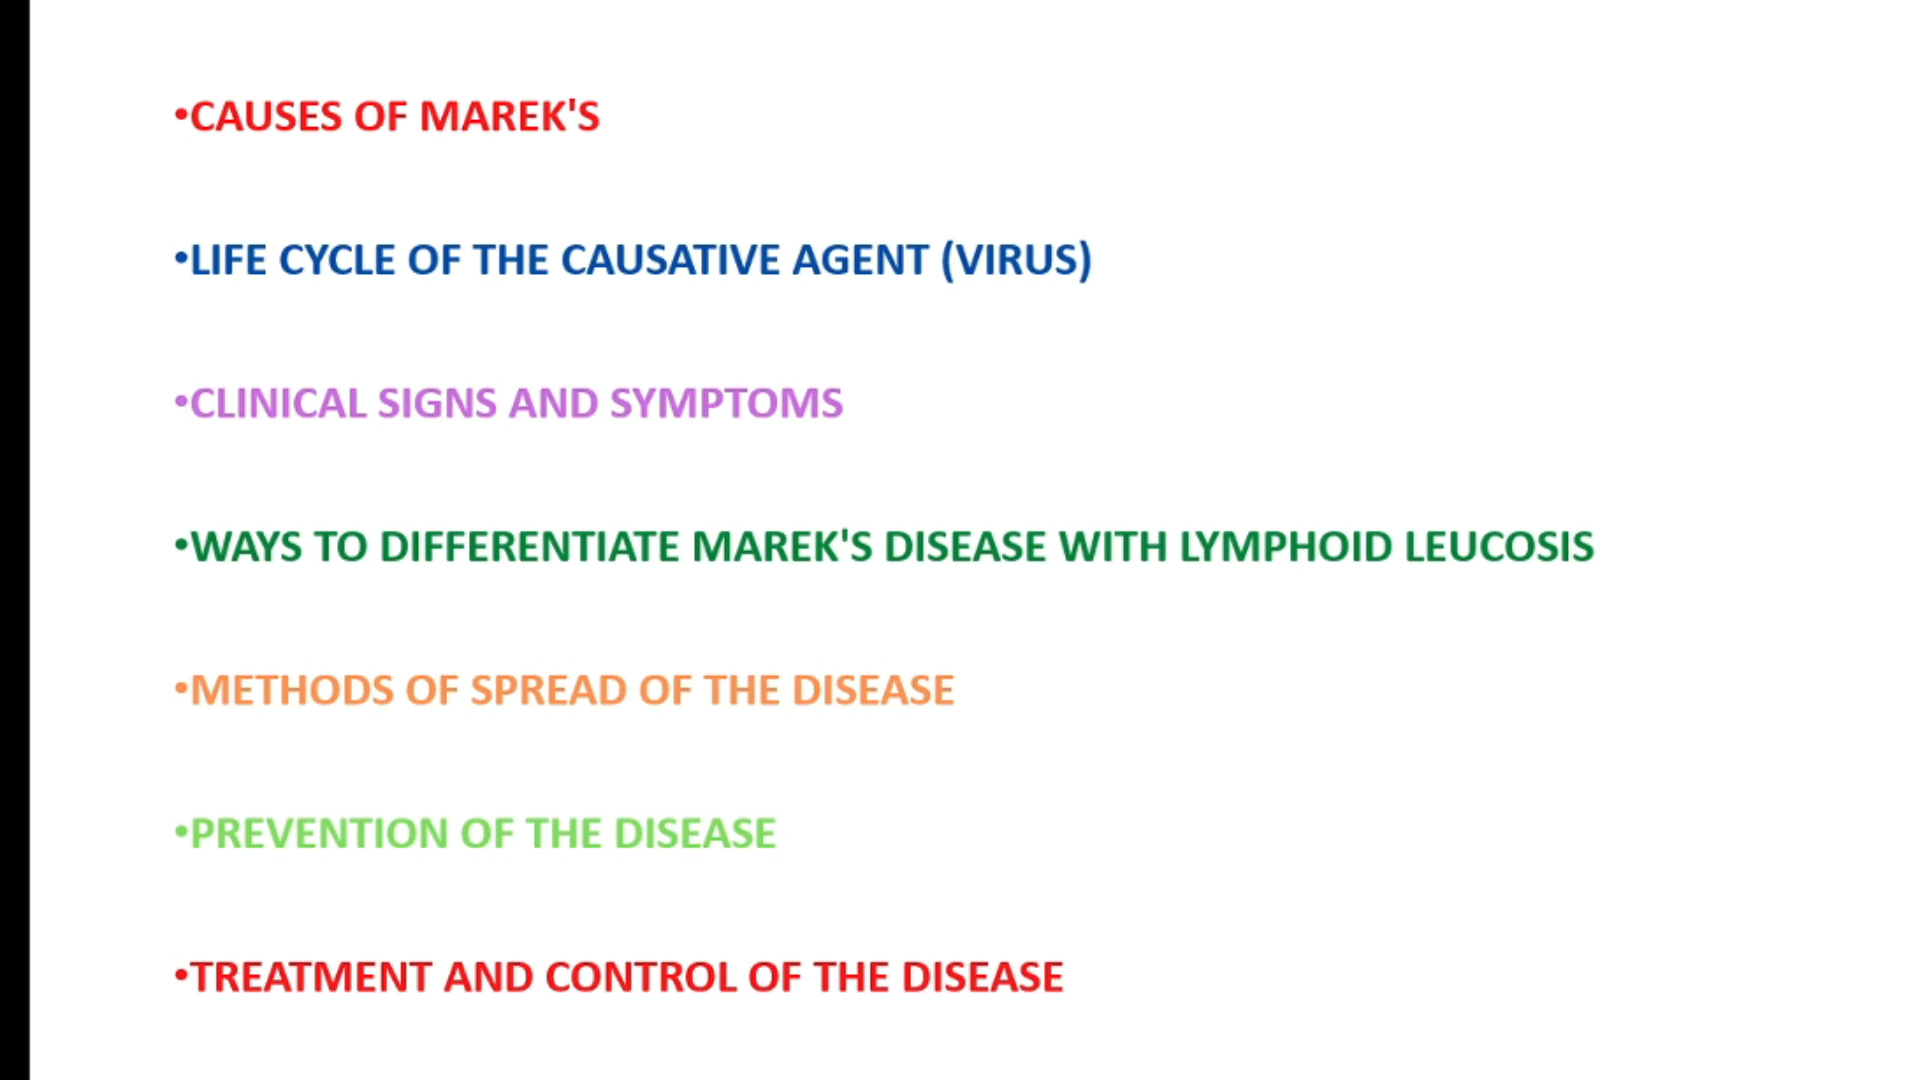 •CAUSES OF MAREK'S
•LIFE CYCLE OF THE CAUSATIVE AGENT (VIRUS)
•CLINICAL SIGNS AND SYMPTOMS
•WAYS TO DIFFERENTIATE MAREK'S DISEASE WITH LYMPHOID LEUCOSIS
•METHODS OF SPREAD OF THE DISEASE
•PREVENTION OF THE DISEASE
•TREATMENT AND CONTROL OF THE DISEASE